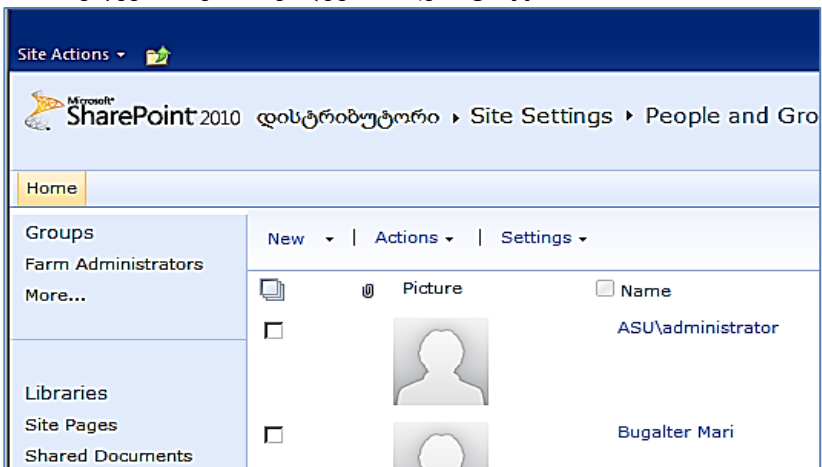 Site Actions
Microsoft
SharePoint 2010 დისტრიბუტორი Site Settings People and Gro
Home
Groups
Farm Administrators
More...
Libraries
Site Pages
Shared Documents
New | Actions | Settings
Picture Name
ASU\administrator
Bugalter Mari